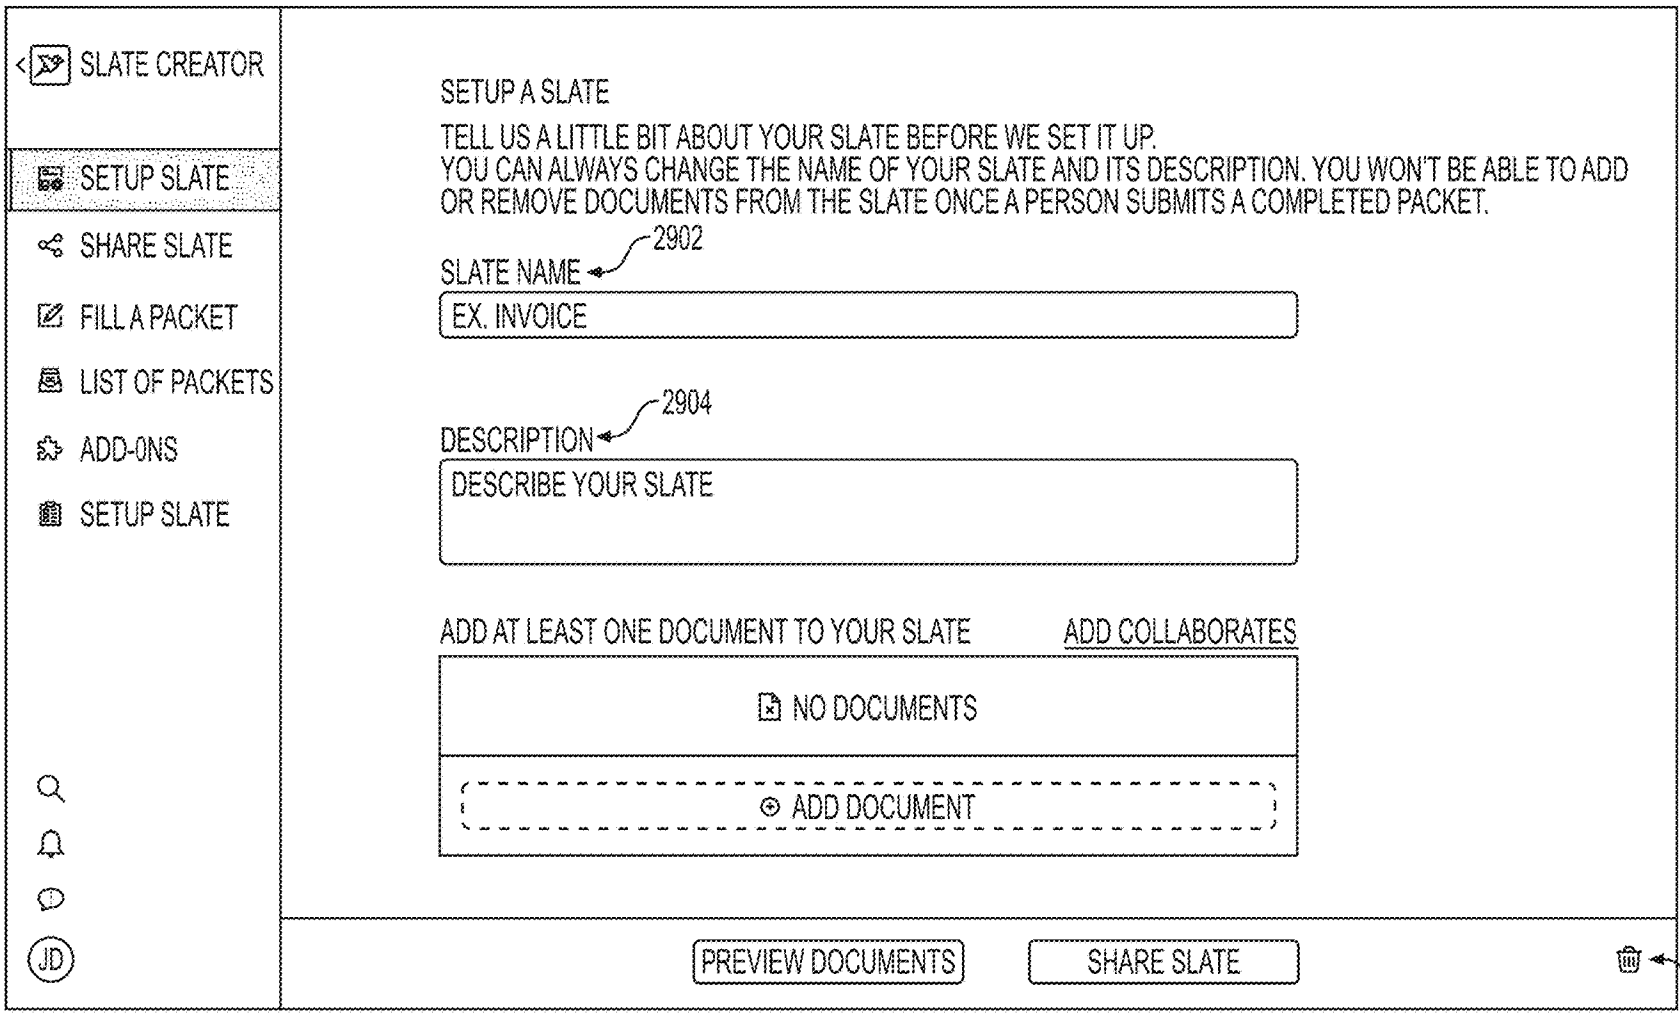 SLATE CREATOR
SETUP SLATE
SHARE SLATE
FILL A PACKET
LIST OF PACKETS
ADD-0NS
SETUP SLATE
JD
SETUP A SLATE
TELL US A LITTLE BIT ABOUT YOUR SLATE BEFORE WE SET IT UP.
YOU CAN ALWAYS CHANGE THE NAME OF YOUR SLATE AND ITS DESCRIPTION. YOU WON'T BE ABLE TO ADD
OR REMOVE DOCUMENTS FROM THE SLATE ONCE A PERSON SUBMITS A COMPLETED PACKET.
2902
SLATE NAME
EX. INVOICE
2904
DESCRIPTION
DESCRIBE YOUR SLATE
ADD AT LEAST ONE DOCUMENT TO YOUR SLATE ADD COLLABORATES
NO DOCUMENTS
ADD DOCUMENT
PREVIEW DOCUMENTS SHARE SLATE